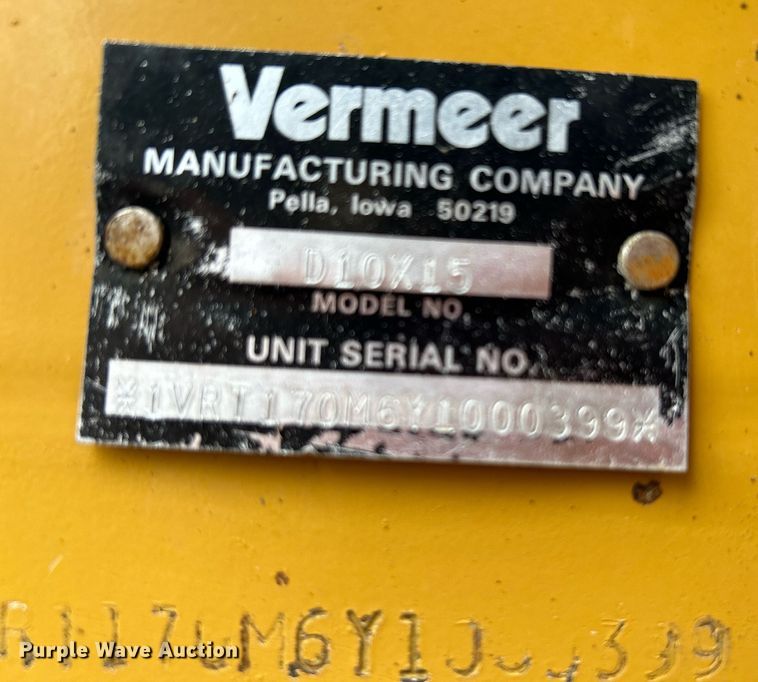 Vermeer
MANUFACTURING COMPANY
Pella, Iowa 50219
D10X15
MODEL NO.
UNIT SERIAL NO.
*1VRT170M6Y1000399*
Purple Wave Auction